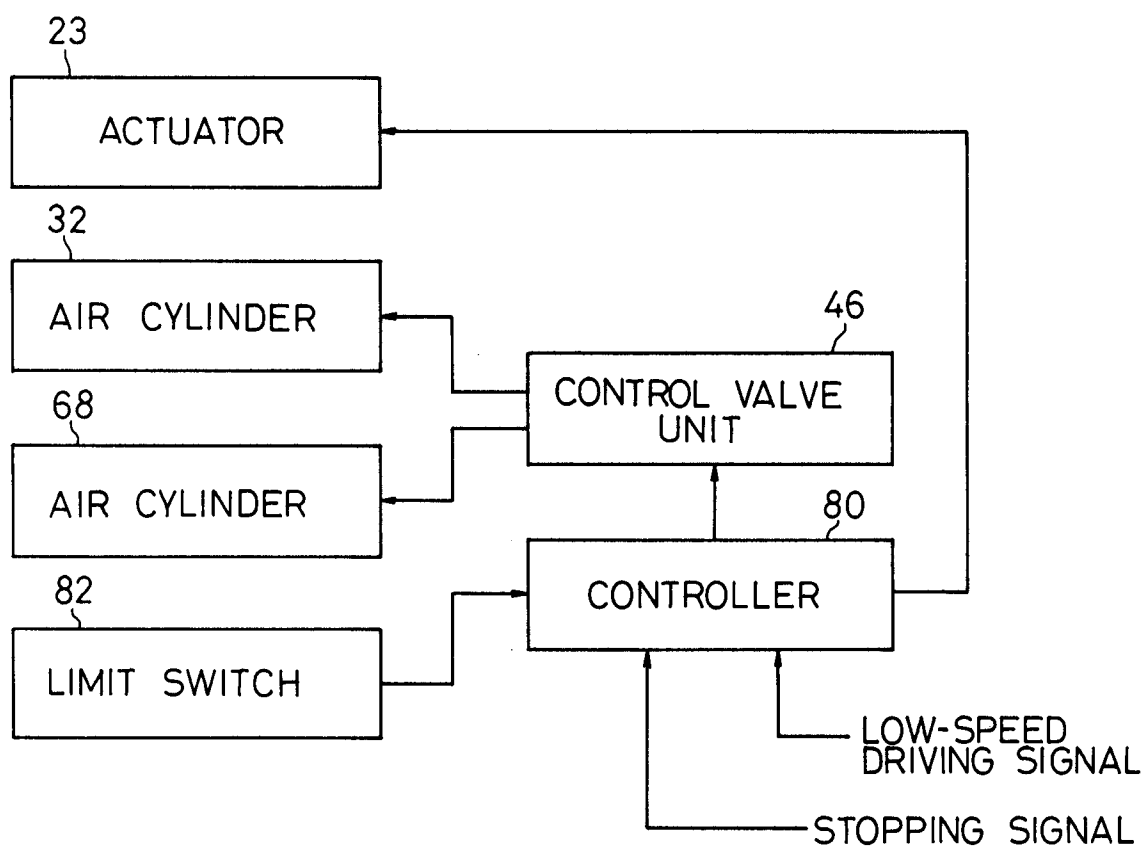 23
ACTUATOR
32
AIR CYLINDER
46
CONTROL VALVE
UNIT
68
AIR CYLINDER
80
CONTROLLER
82
LIMIT SWITCH
LOW-SPEED
DRIVING SIGNAL
STOPPING SIGNAL